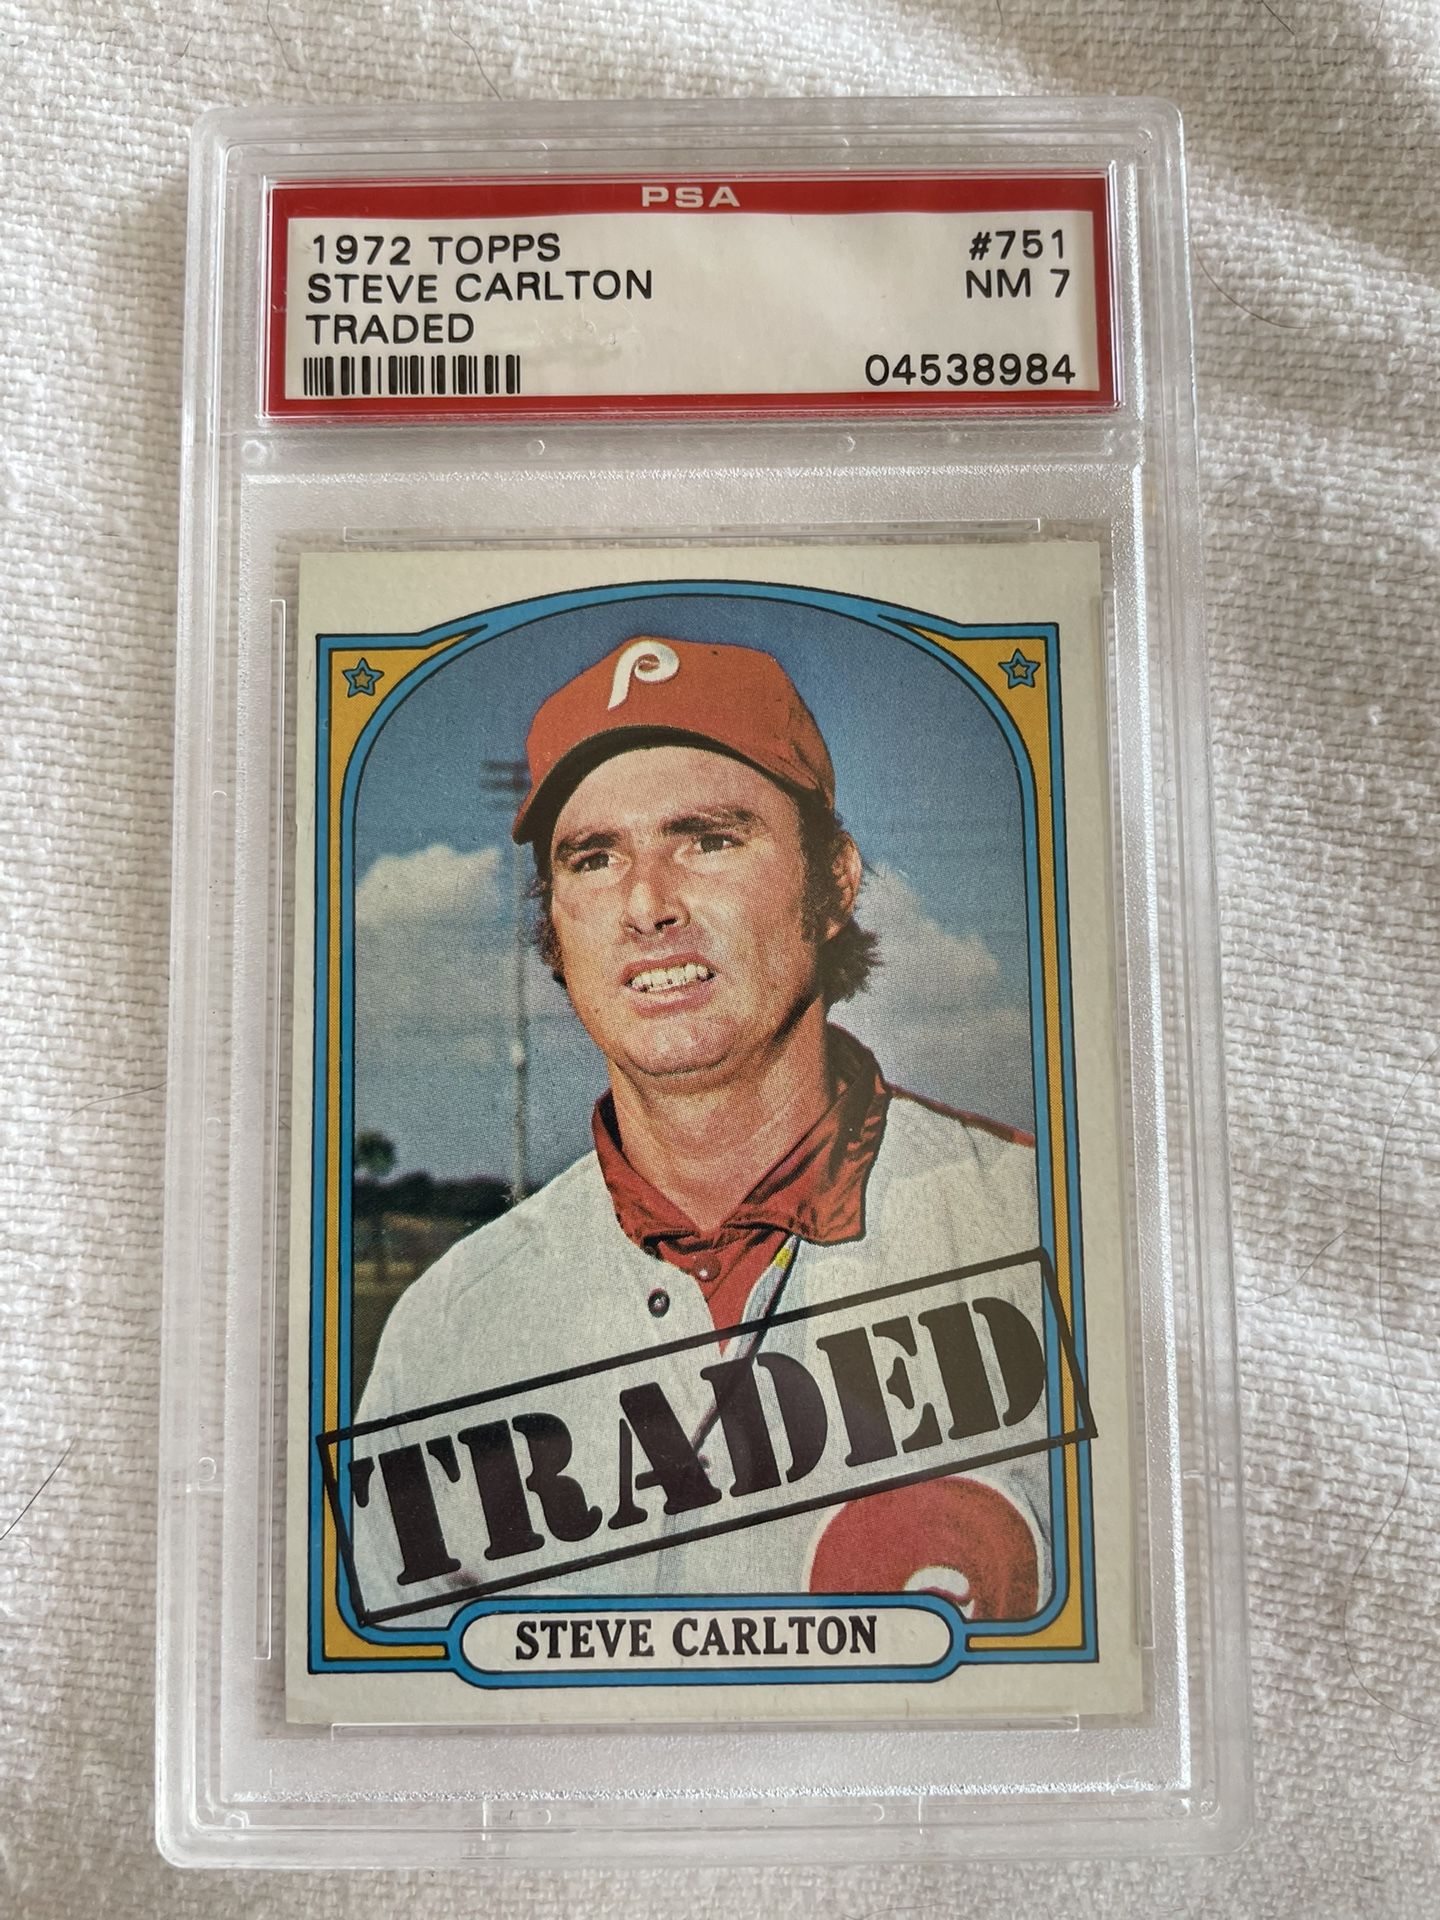 PSA
1972 TOPPS #751
STEVE CARLTON NM 7
TRADED
04538984
P
TRADED
STEVE CARLTON